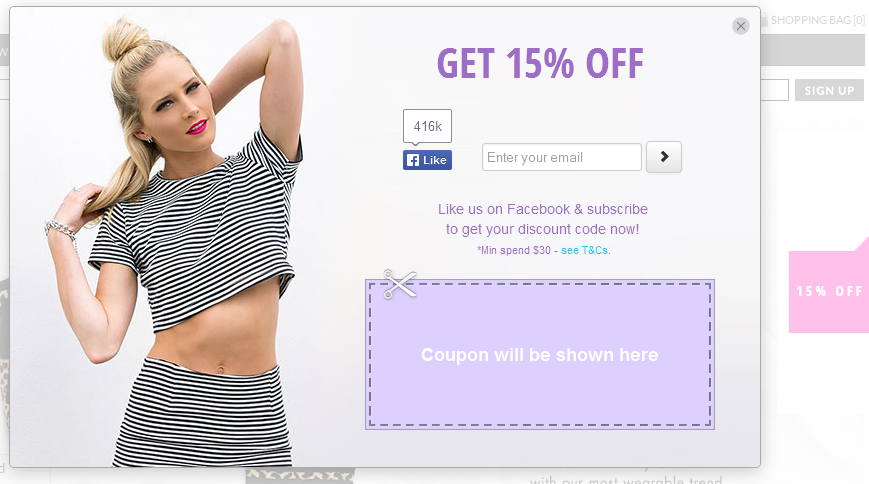 SHOPPING BAG [0]
W
GET 15% OFF
SIGN UP
416k
Like
Enter your email
Like us on Facebook & subscribe
to get your discount code now!
*Min spend $30 - see T&Cs.
15% OFF
Coupon will be shown here
d
with our most wearable trend